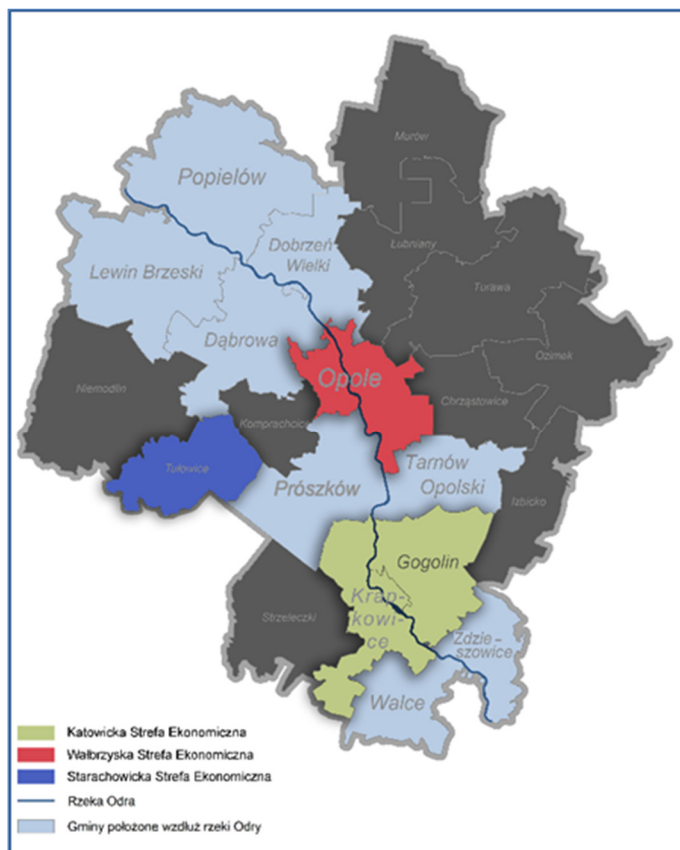 Murów
Popielów
Dobrzeń
Wielki
Łubniany
Lewin Brzeski
Turawa
Dąbrowa
Ozimek
Opole
Niemodlin
Chrząstowice
Komprachcice
Tułowice
Tarnów
Opolski
Prószków
Izbicko
Gogolin
Krap-
kowi-
ce
Strzeleczki
Zdzie-
szowice
Walce
Katowicka Strefa Ekonomiczna
Wałbrzyska Strefa Ekonomiczna
Starachowicka Strefa Ekonomiczna
Rzeka Odra
Gminy położone wzdłuż rzeki Odry